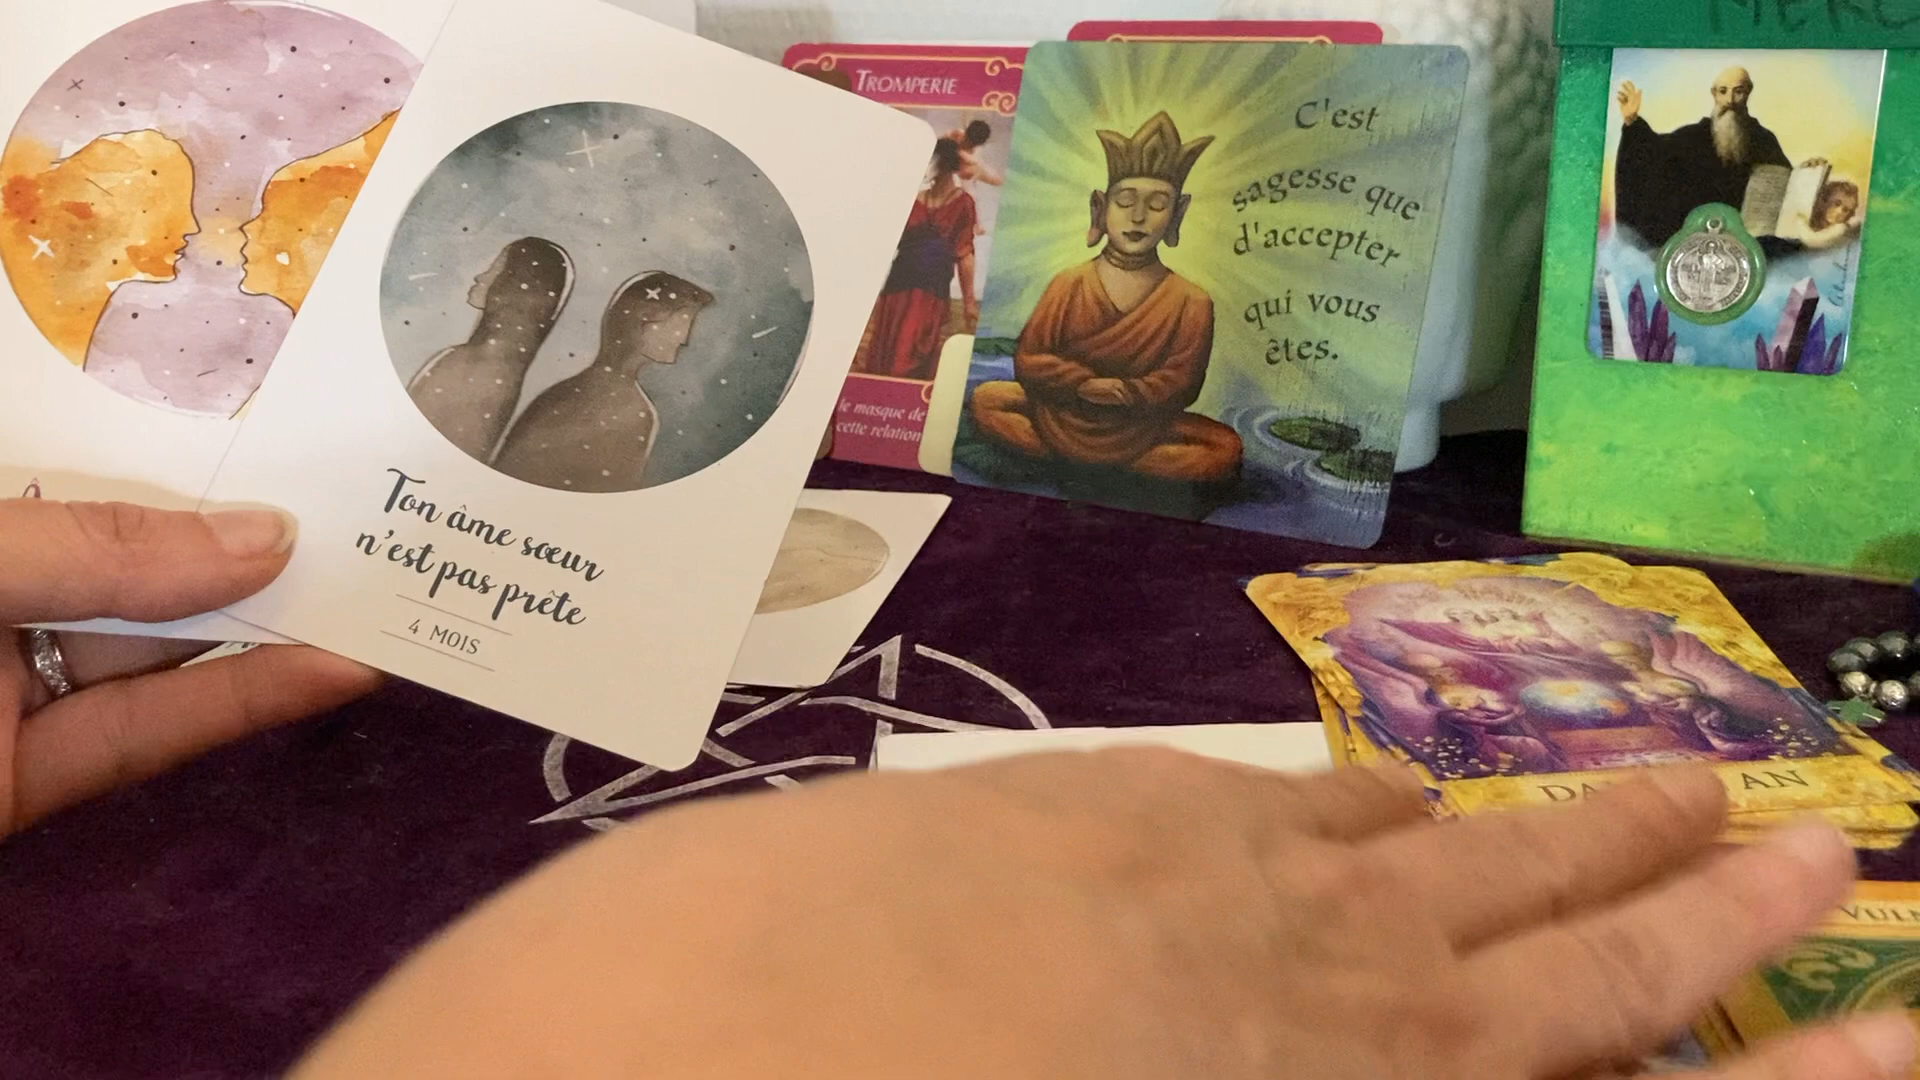 Ton âme sœur
n'est pas prête
4 MOIS
TROMPERIE
le masque de
cette relation
C'est
sagesse que
d'accepter
qui vous
êtes.